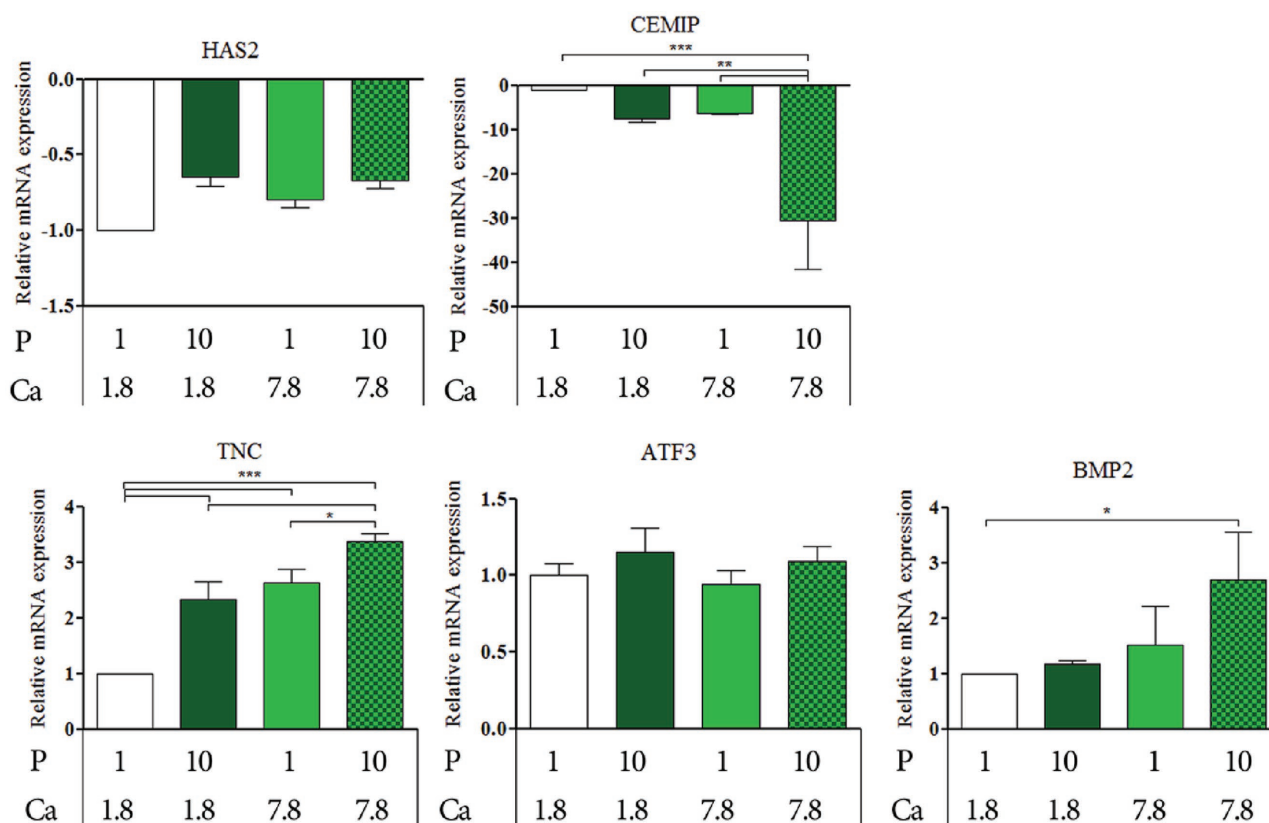 HAS2
Relative mRNA expression
0.0
-0.5
-1.0
-1.5
P 1 10 1 10
Ca 1.8 1.8 7.8 7.8
CEMIP
***
**
Relative mRNA expression
0
-10
-20
-30
-40
-50
1 10 1 10
1.8 1.8 7.8 7.8
TNC
***
*
Relative mRNA expression
4
3
2
1
0
P 1 10 1 10
Ca 1.8 1.8 7.8 7.8
ATF3
Relative mRNA expression
1.5
1.0
0.5
0.0
P 1 10 1 10
Ca 1.8 1.8 7.8 7.8
BMP2
*
Relative mRNA expression
4
3
2
1
0
P 1 10 1 10
Ca 1.8 1.8 7.8 7.8